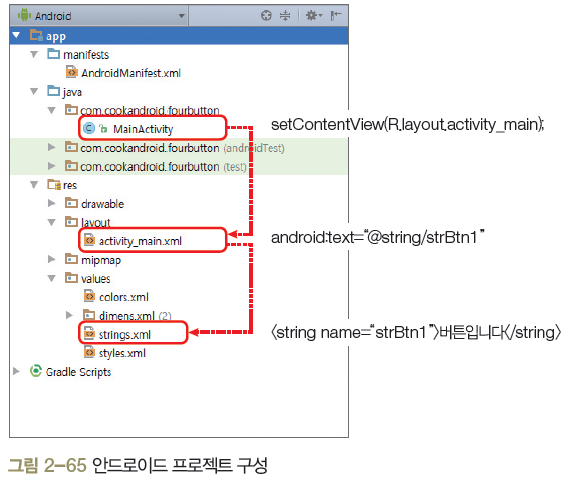 Android
app
manifests
AndroidManifest.xml
java
com.cookandroid.fourbutton
MainActivity
setContentView(R.layout.activity_main);
com.cookandroid.fourbutton (androidTest)
com.cookandroid.fourbutton (test)
res
drawable
layout
activity_main.xml
android:text=“@string/strBtn1”
mipmap
values
colors.xml
dimens.xml (2)
strings.xml
<string name=“strBtn1”>버튼입니다</string>
styles.xml
Gradle Scripts
그림 2-65 안드로이드 프로젝트 구성